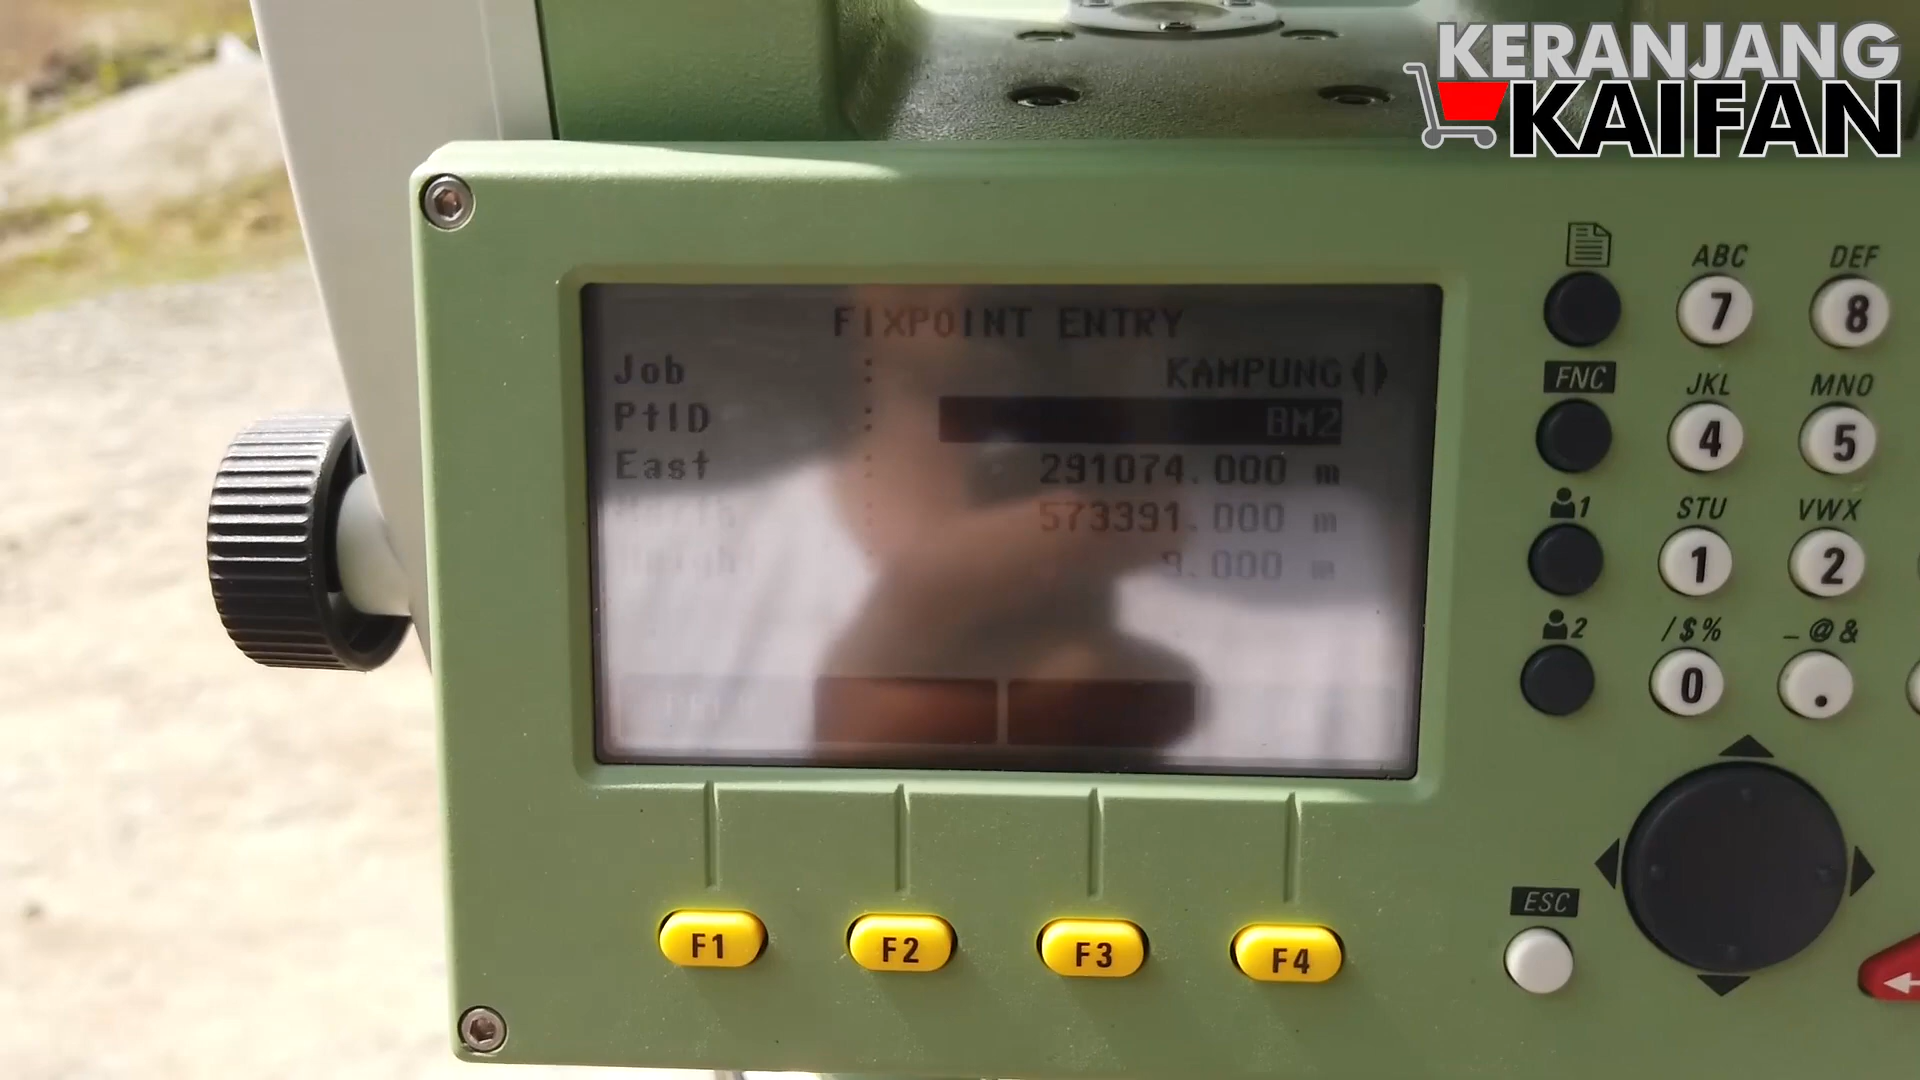 KERANJANG
KAIFAN
FIXPOINT ENTRY
Job : KAMPUNG
PtID : BM2
East : 291074.000 m
: 573391.000 m
: .000 m
ABC DEF
7 8
FNC JKL MNO
4 5
1 STU VWX
1 2
2 /$% _@&
0 .
ESC
F1 F2 F3 F4